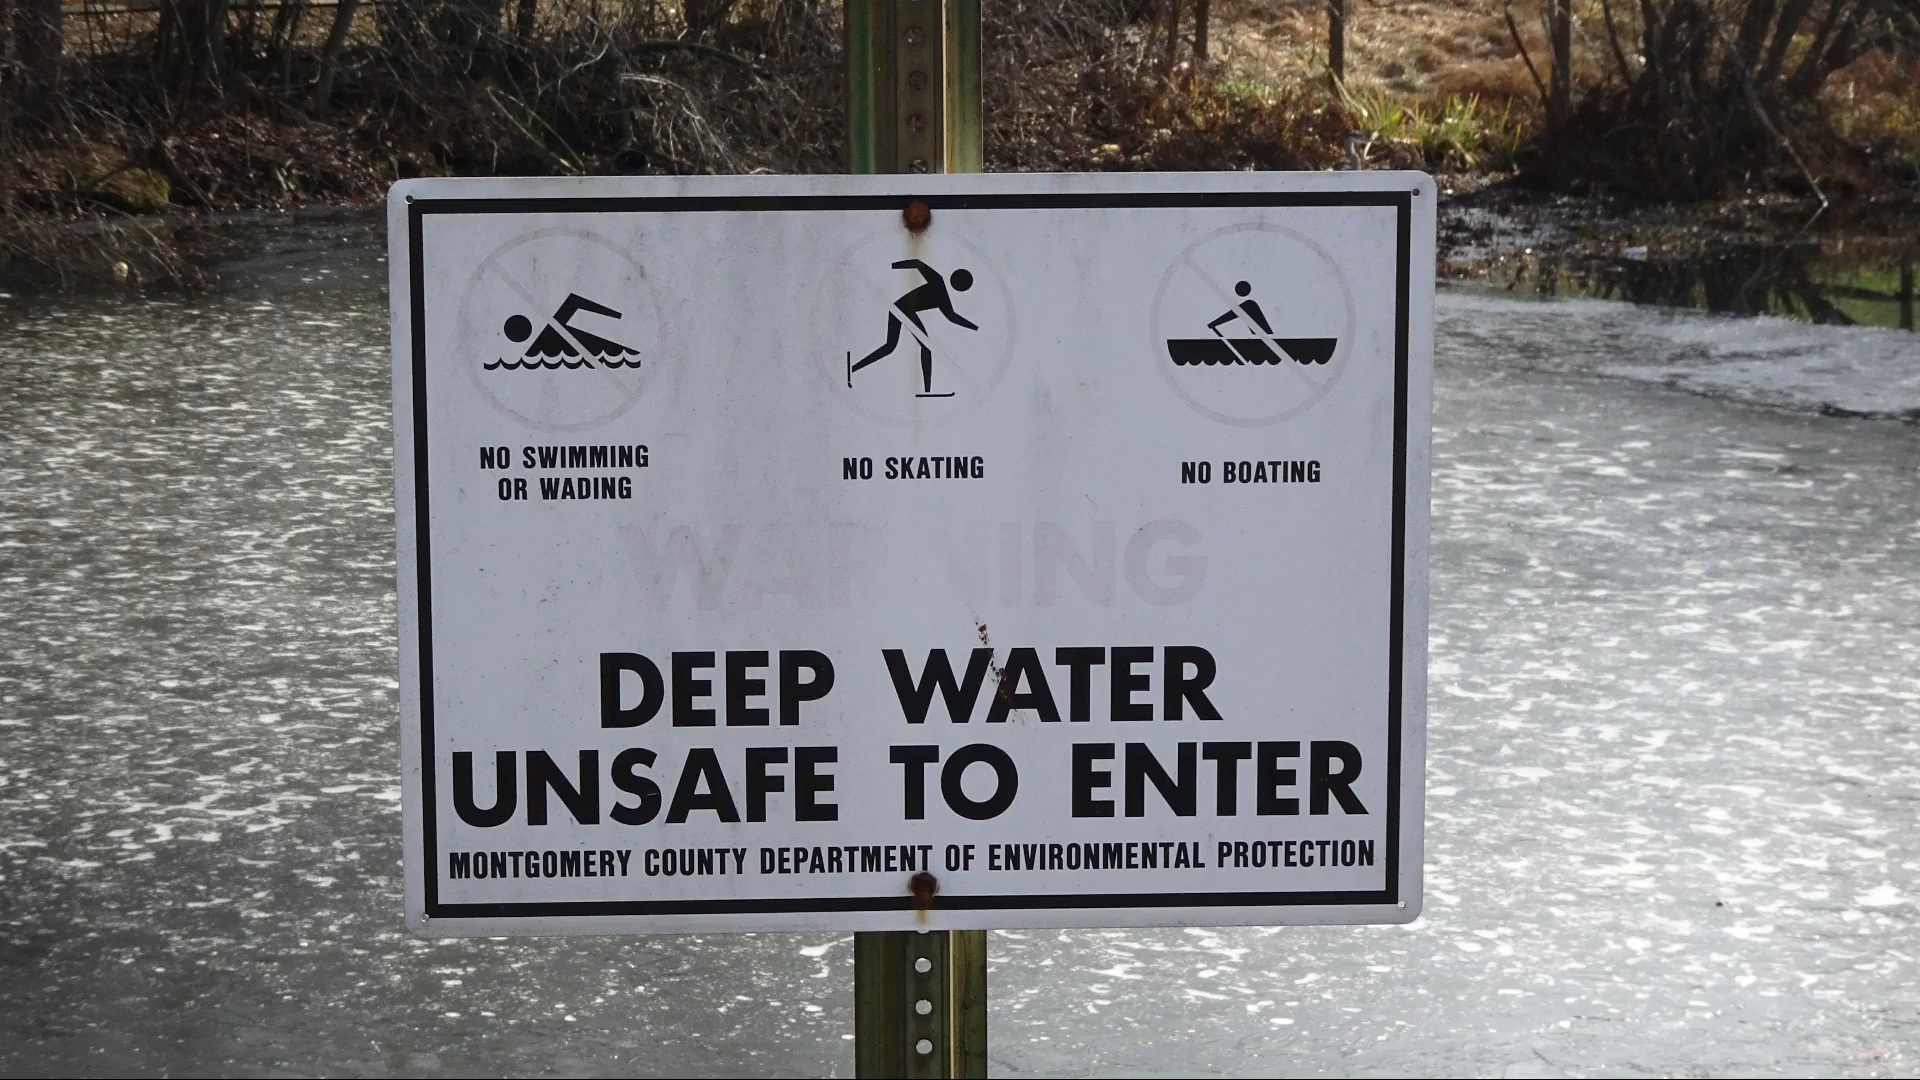 NO SWIMMING
OR WADING
NO SKATING
NO BOATING
WARNING
DEEP WATER
UNSAFE TO ENTER
MONTGOMERY COUNTY DEPARTMENT OF ENVIRONMENTAL PROTECTION